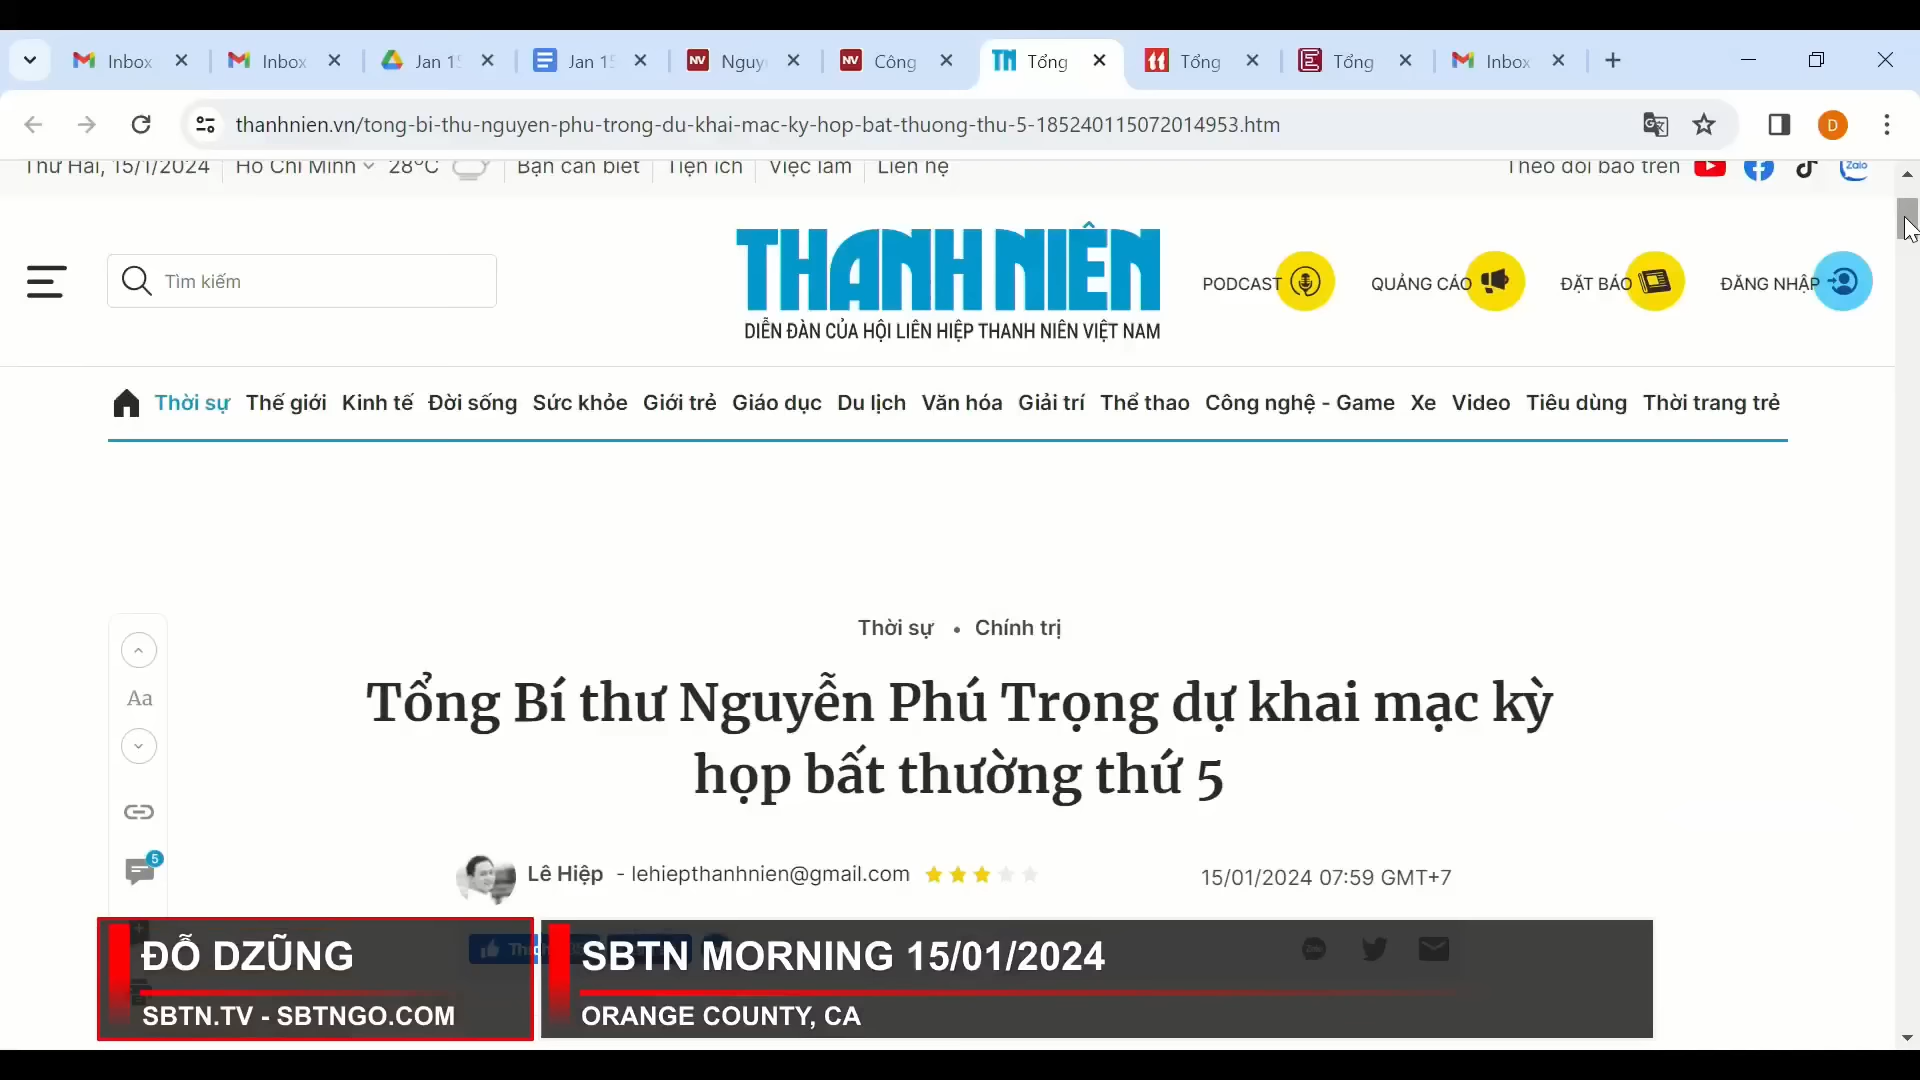 Inbox
Inbox
Jan 15
Jan 15
NV Nguy
NV Công
TN Tổng
Tổng
E Tổng
Inbox
thanhnien.vn/tong-bi-thu-nguyen-phu-trong-du-khai-mac-ky-hop-bat-thuong-thu-5-185240115072014953.htm
D
Thứ Hai, 15/1/2024
Hồ Chí Minh
28°C
Bạn cần biết
Tiện ích
Việc làm
Liên hệ
Theo dõi báo trên
Zalo
Tìm kiếm
THANH NIÊN
DIỄN ĐÀN CỦA HỘI LIÊN HIỆP THANH NIÊN VIỆT NAM
PODCAST
QUẢNG CÁO
ĐẶT BÁO
ĐĂNG NHẬP
Thời sự Thế giới Kinh tế Đời sống Sức khỏe Giới trẻ Giáo dục Du lịch Văn hóa Giải trí Thể thao Công nghệ - Game Xe Video Tiêu dùng Thời trang trẻ
Thời sự • Chính trị
Aa
Tổng Bí thư Nguyễn Phú Trọng dự khai mạc kỳ
họp bất thường thứ 5
5
Lê Hiệp - lehiepthanhnien@gmail.com
15/01/2024 07:59 GMT+7
ĐỖ DZŨNG
SBTN.TV - SBTNGO.COM
SBTN MORNING 15/01/2024
ORANGE COUNTY, CA